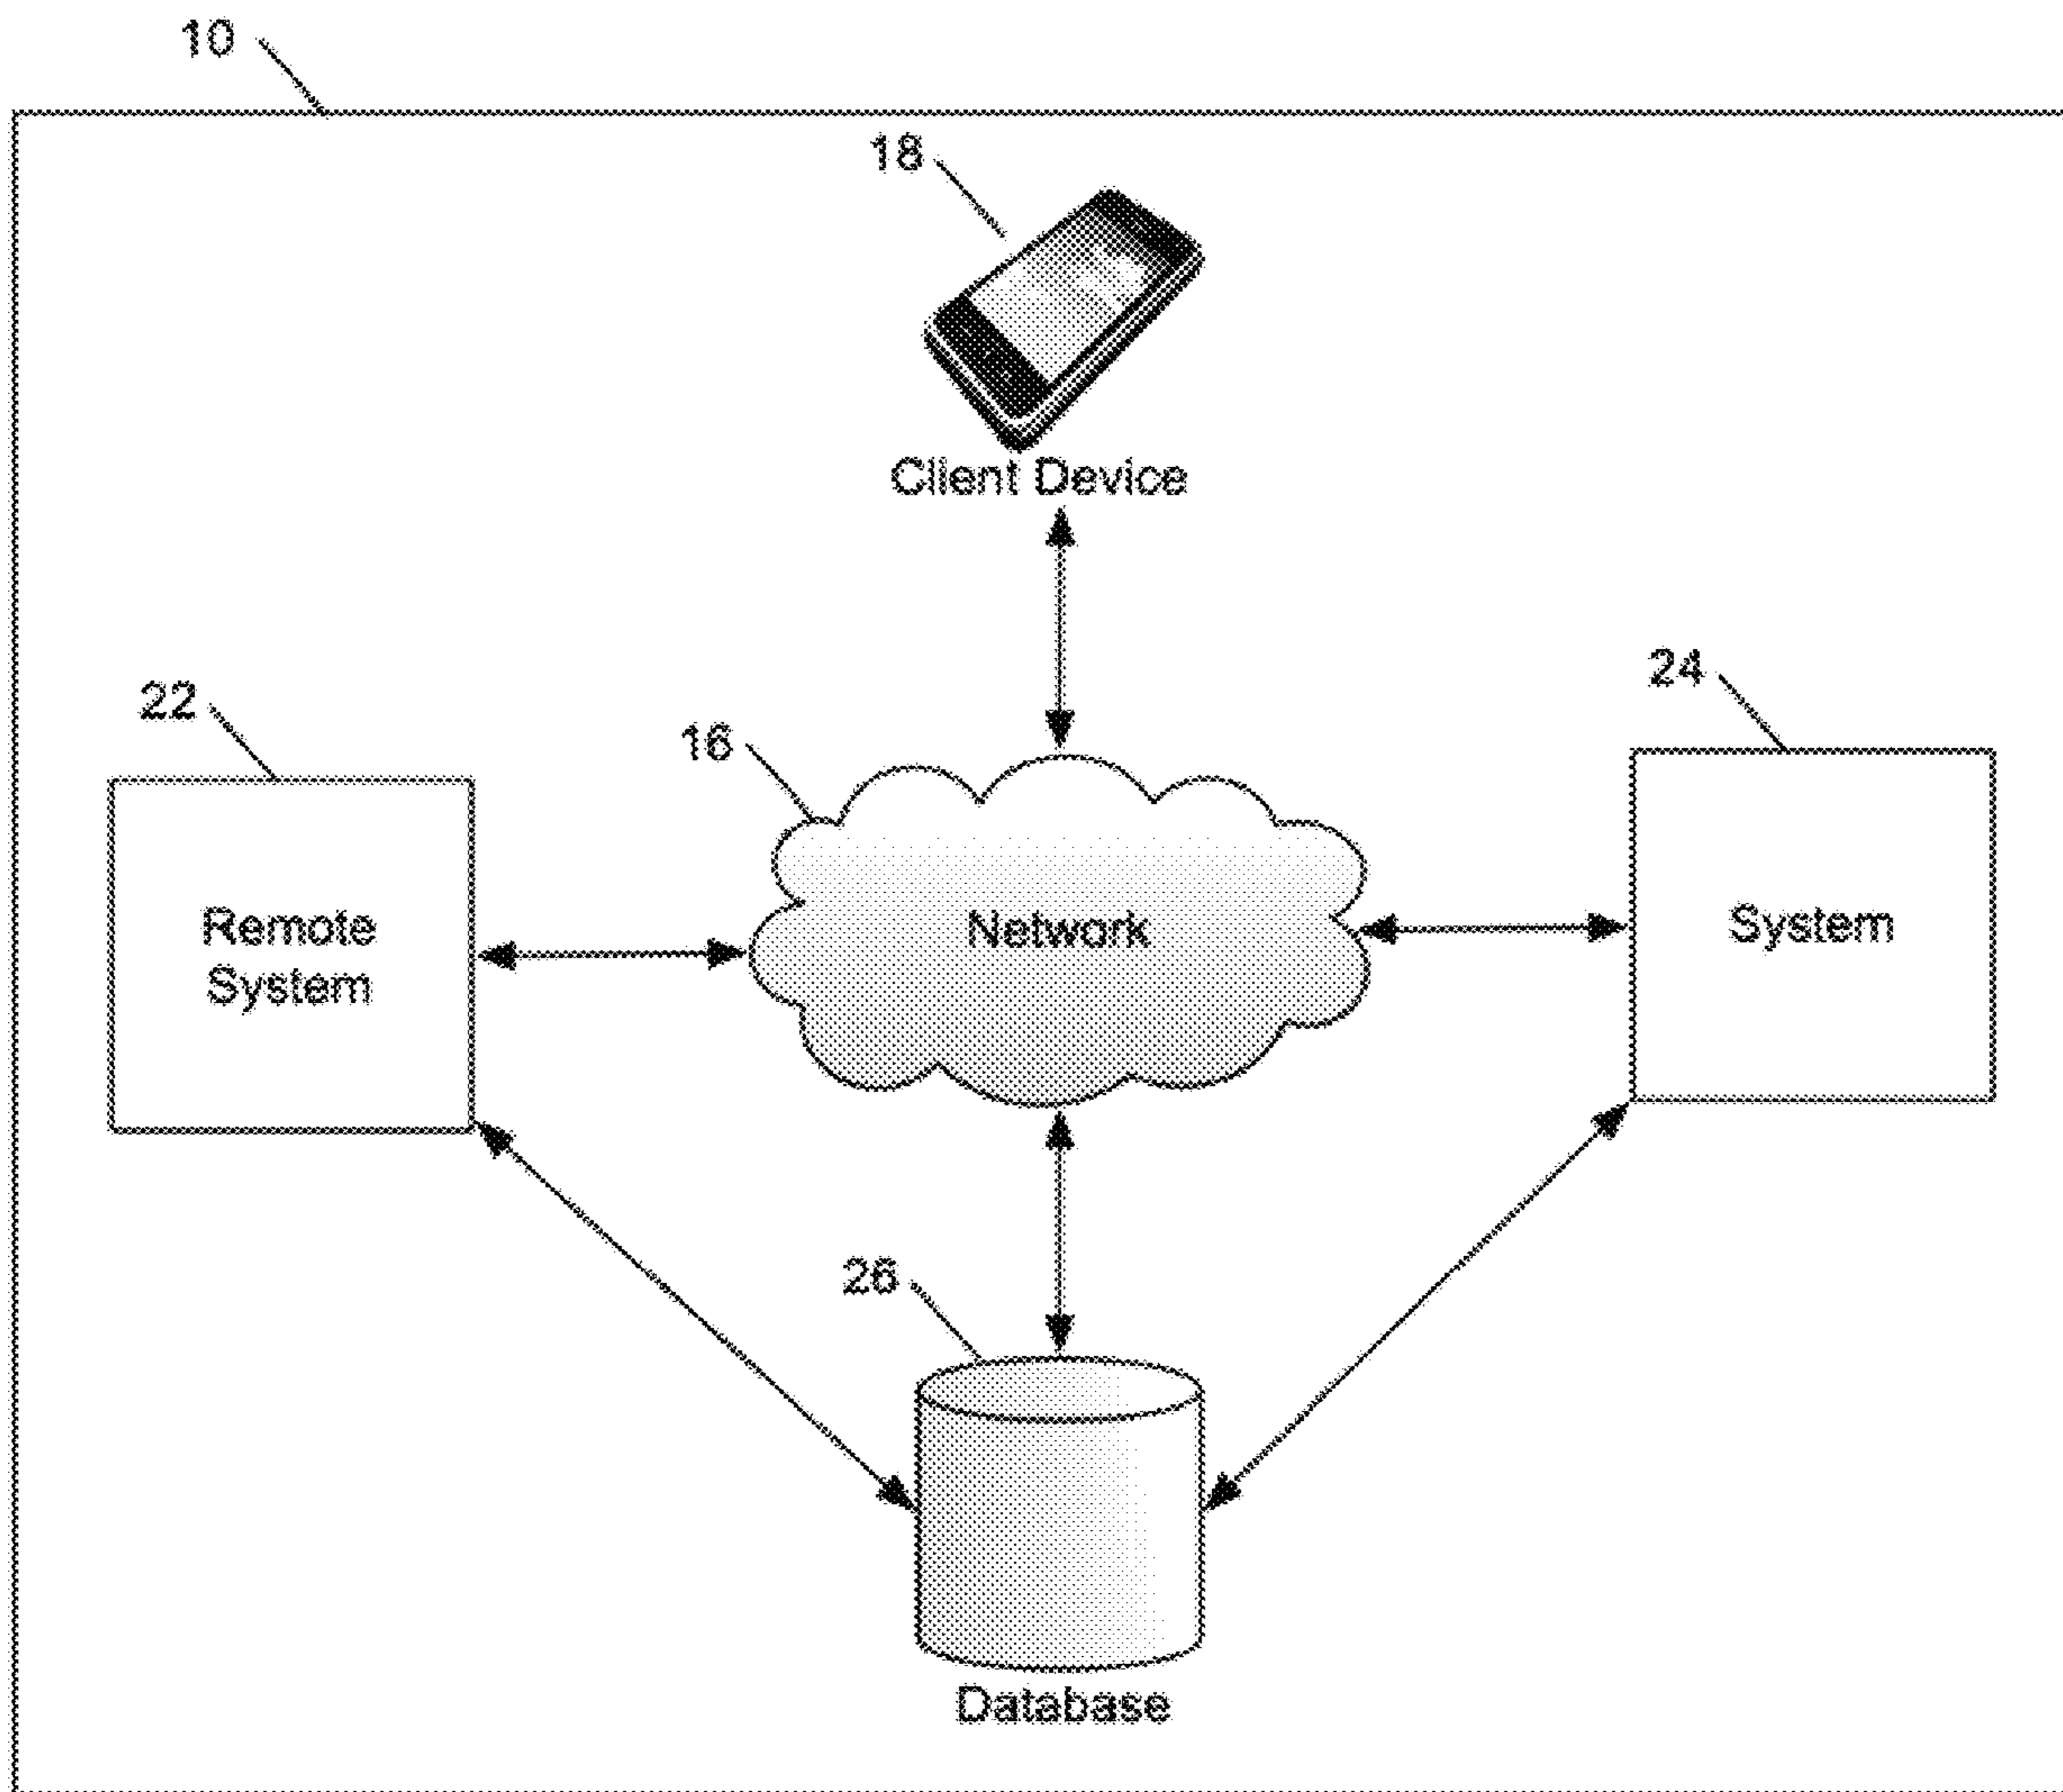 10
18
Client Device
24
22
16
Remote
System
Network
System
26
Database